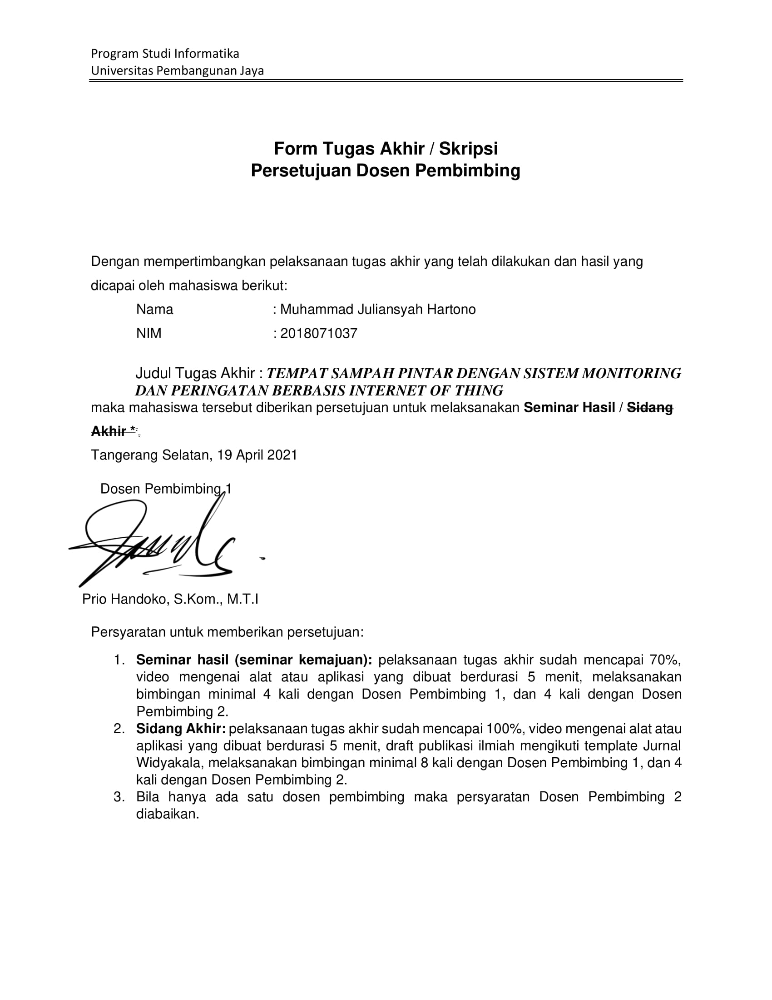 Program Studi Informatika
Universitas Pembangunan Jaya
Form Tugas Akhir / Skripsi
Persetujuan Dosen Pembimbing
Dengan mempertimbangkan pelaksanaan tugas akhir yang telah dilakukan dan hasil yang
dicapai oleh mahasiswa berikut:
Nama : Muhammad Juliansyah Hartono
NIM : 2018071037
Judul Tugas Akhir : TEMPAT SAMPAH PINTAR DENGAN SISTEM MONITORING
DAN PERINGATAN BERBASIS INTERNET OF THING
maka mahasiswa tersebut diberikan persetujuan untuk melaksanakan Seminar Hasil / Sidang
Akhir *.
Tangerang Selatan, 19 April 2021
Dosen Pembimbing 1
Prio Handoko, S.Kom., M.T.I
Persyaratan untuk memberikan persetujuan:
1. Seminar hasil (seminar kemajuan): pelaksanaan tugas akhir sudah mencapai 70%,
video mengenai alat atau aplikasi yang dibuat berdurasi 5 menit, melaksanakan
bimbingan minimal 4 kali dengan Dosen Pembimbing 1, dan 4 kali dengan Dosen
Pembimbing 2.
2. Sidang Akhir: pelaksanaan tugas akhir sudah mencapai 100%, video mengenai alat atau
aplikasi yang dibuat berdurasi 5 menit, draft publikasi ilmiah mengikuti template Jurnal
Widyakala, melaksanakan bimbingan minimal 8 kali dengan Dosen Pembimbing 1, dan 4
kali dengan Dosen Pembimbing 2.
3. Bila hanya ada satu dosen pembimbing maka persyaratan Dosen Pembimbing 2
diabaikan.